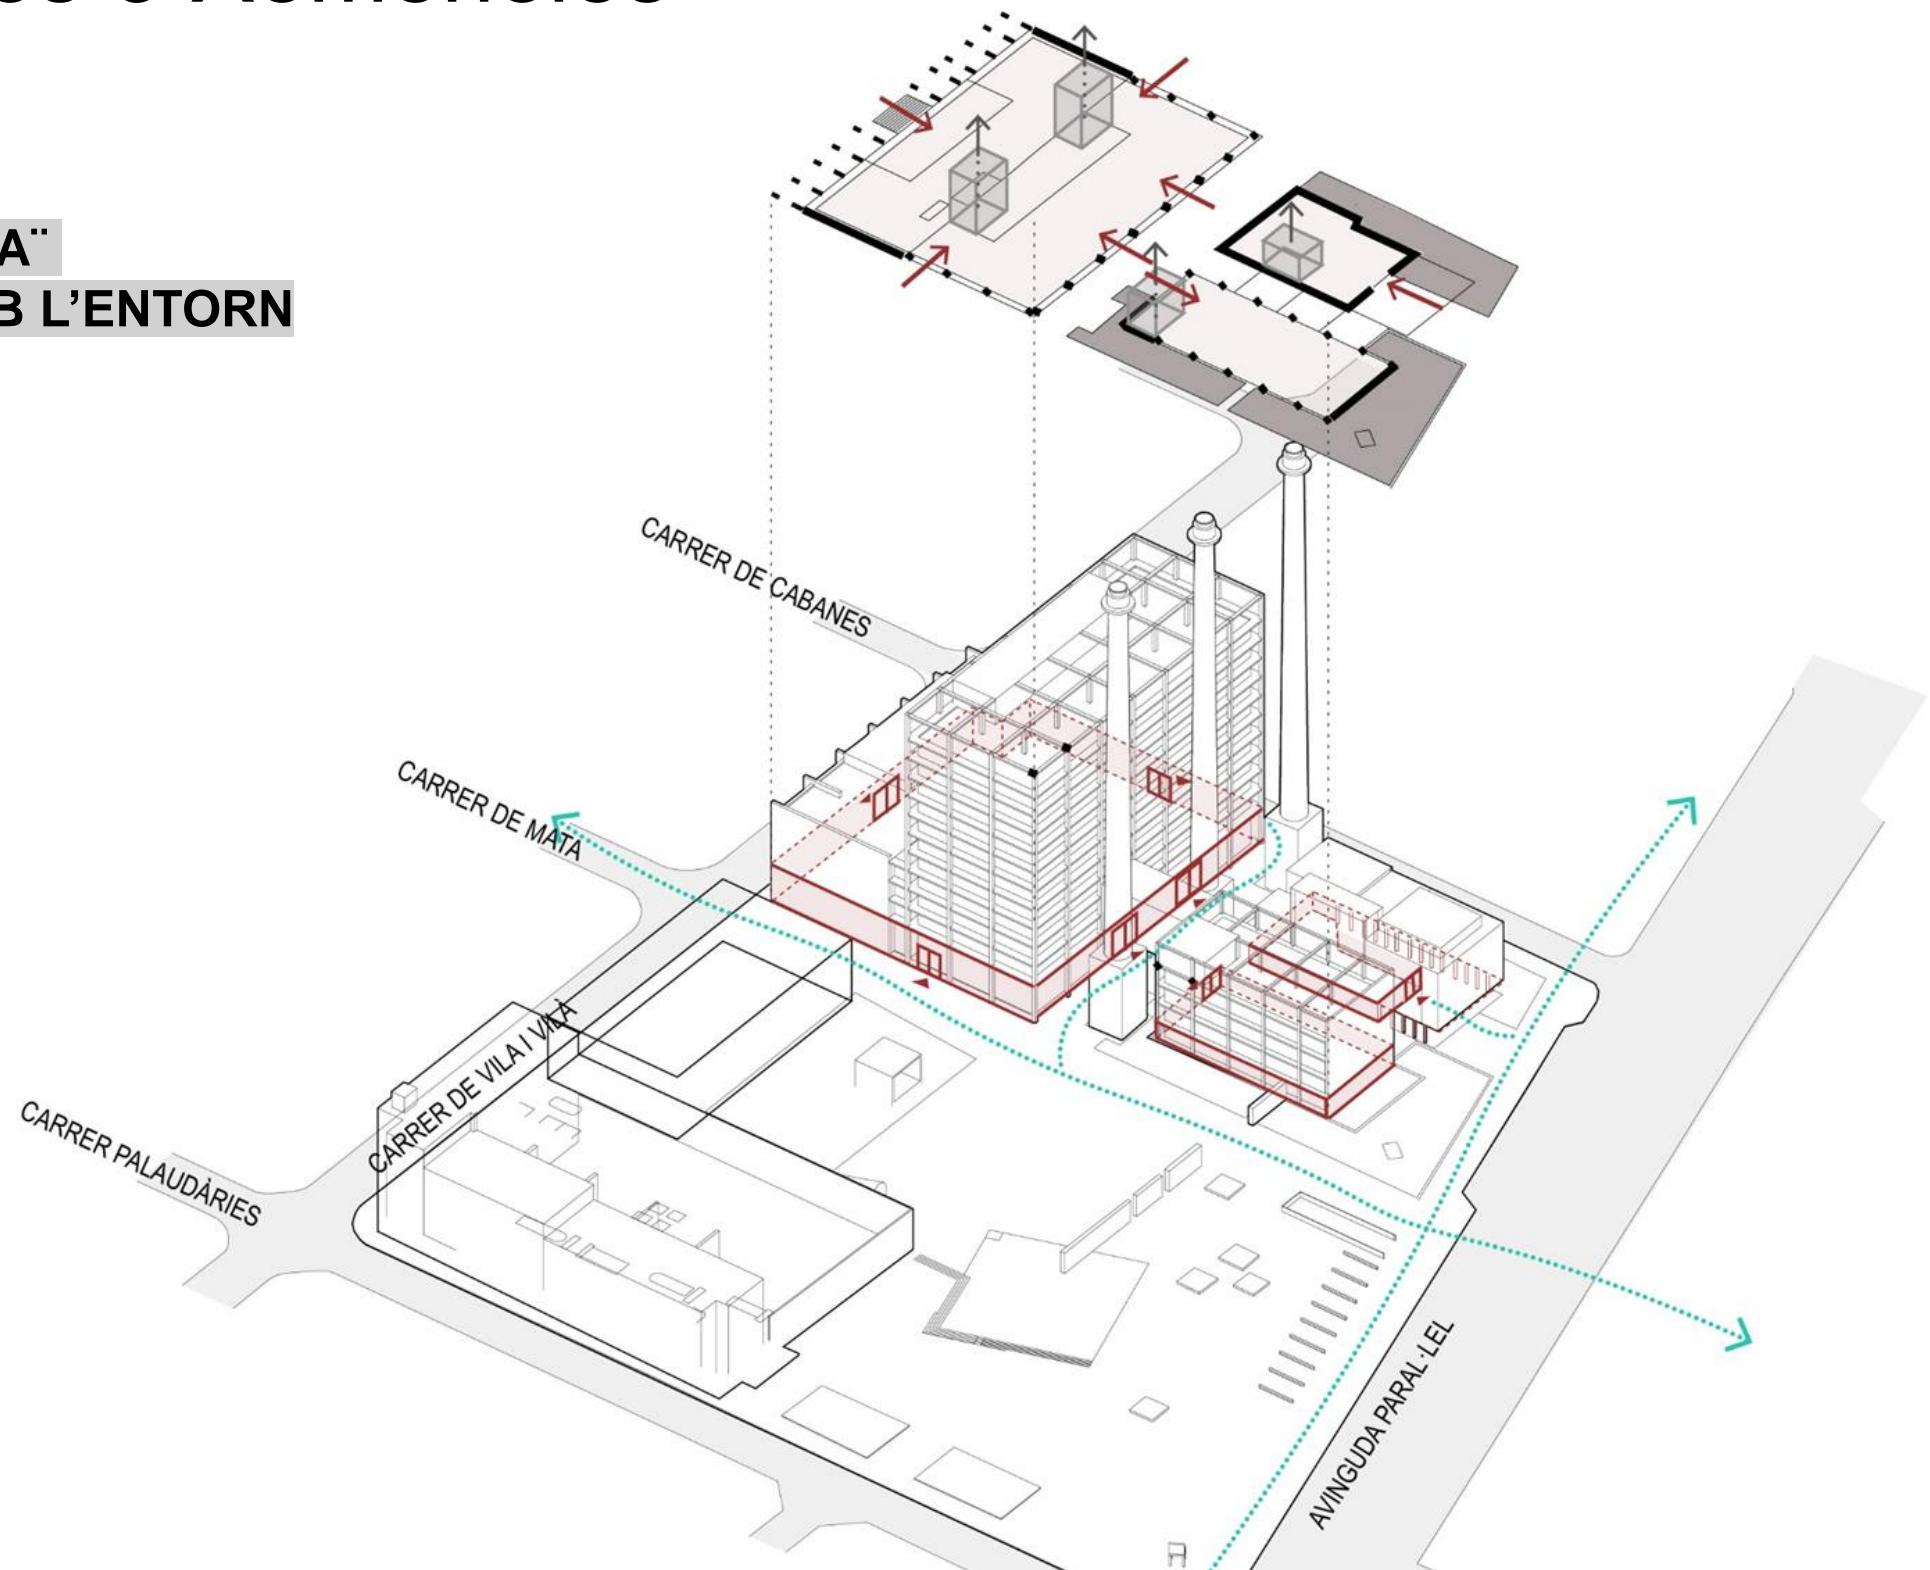 A¨
B L'ENTORN
CARRER DE CABANES
CARRER DE MATA
CARRER DE VILA I VILÀ
CARRER PALAUDÀRIES
AVINGUDA PARAL·LEL